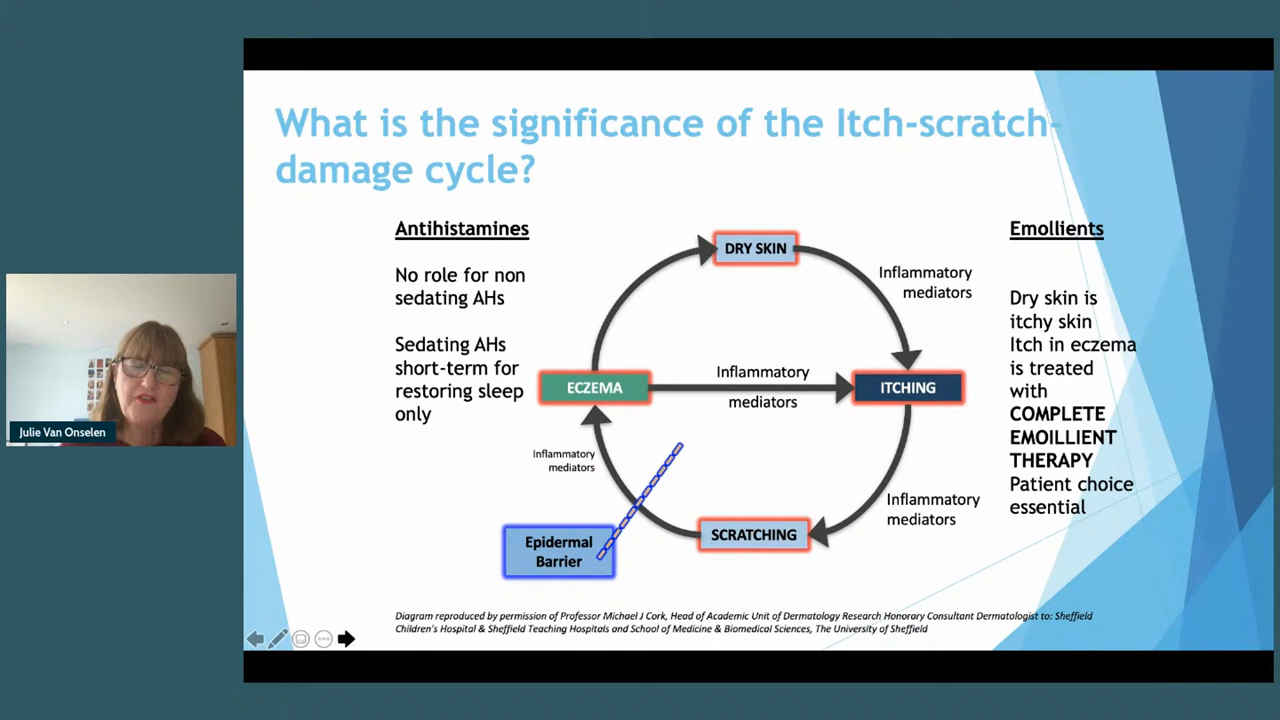 What is the significance of the Itch-scratch-
damage cycle?
Antihistamines
No role for non
sedating AHs
Sedating AHs
short-term for
restoring sleep
only
DRY SKIN
Inflammatory
mediators
ECZEMA
Inflammatory
mediators
ITCHING
Inflammatory
mediators
Inflammatory
mediators
SCRATCHING
Epidermal
Barrier
Emollients
Dry skin is
itchy skin
Itch in eczema
is treated
with
COMPLETE
EMOILLIENT
THERAPY
Patient choice
essential
Diagram reproduced by permission of Professor Michael J Cork, Head of Academic Unit of Dermatology Research Honorary Consultant Dermatologist to: Sheffield
Children's Hospital & Sheffield Teaching Hospitals and School of Medicine & Biomedical Sciences, The University of Sheffield
Julie Van Onselen